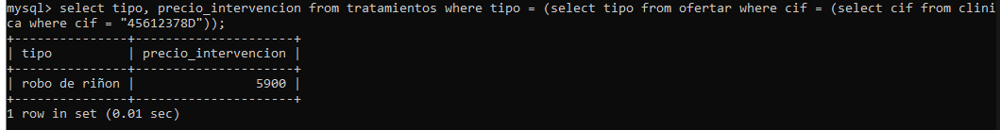 mysql> select tipo, precio_intervencion from tratamientos where tipo = (select tipo from ofertar where cif = (select cif from clini
ca where cif = "45612378D"));
+---------------+---------------------+
| tipo          | precio_intervencion |
+---------------+---------------------+
| robo de riñon |                5900 |
+---------------+---------------------+
1 row in set (0.01 sec)